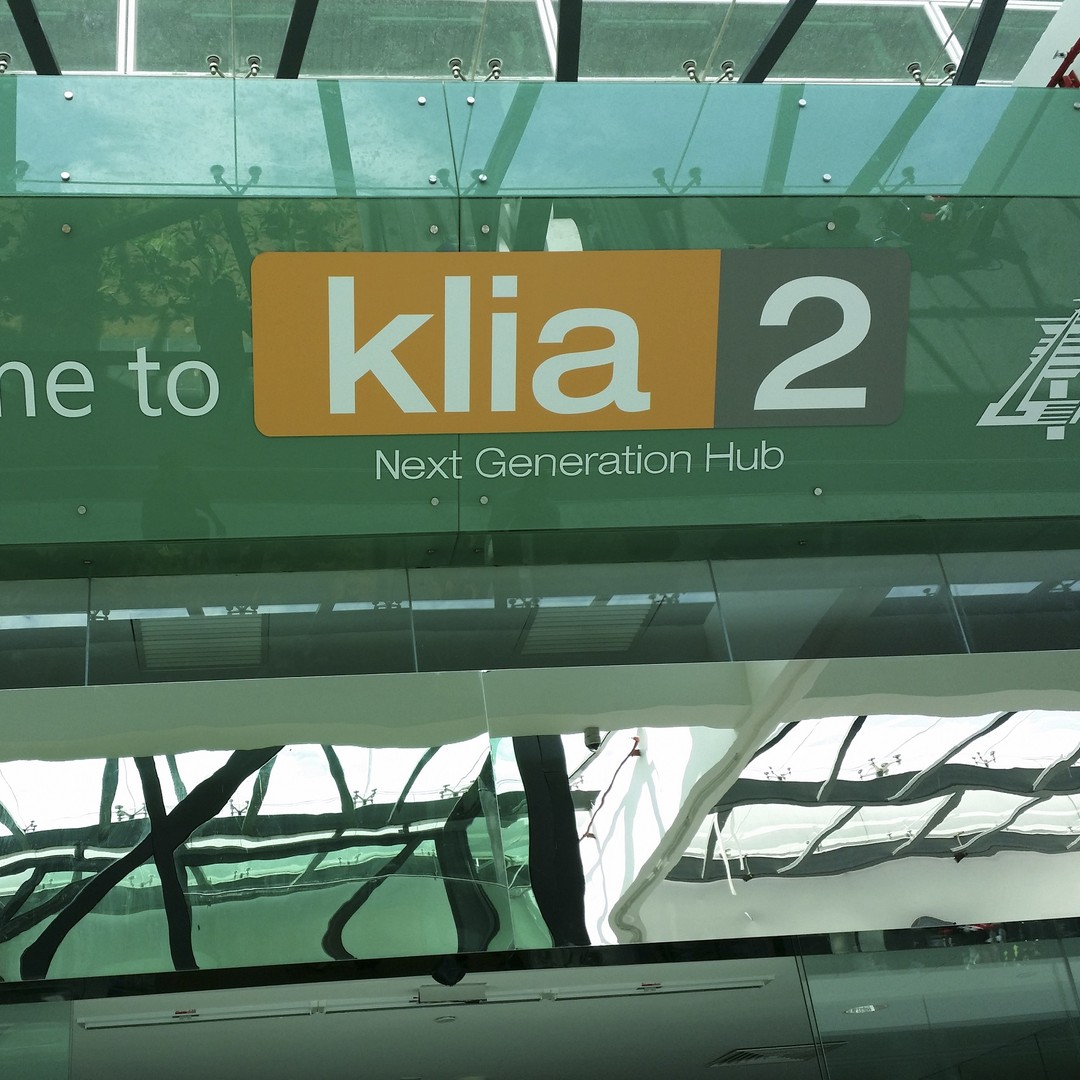 me to klia 2
Next Generation Hub